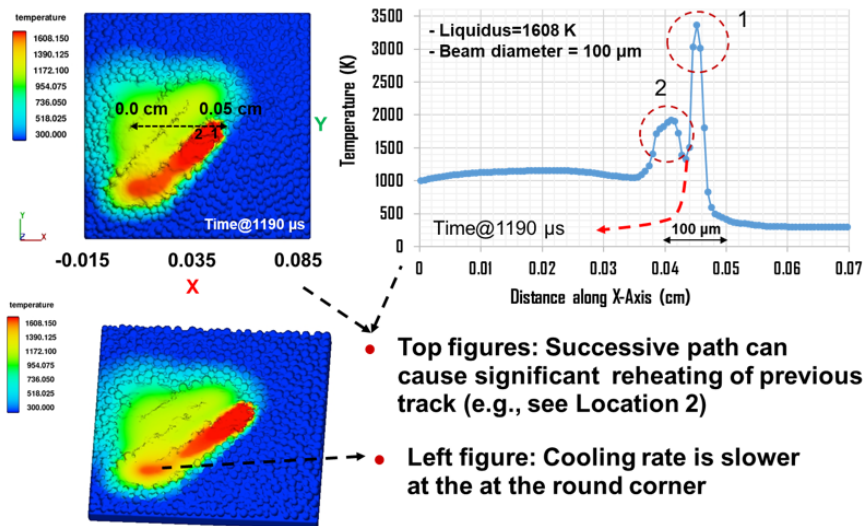 temperature
1608.150
1390.125
1172.100
954.075
736.050
518.025
300.000
0.0 cm
0.05 cm
2 1
Y
Time@1190 µs
Y
Z
X
-0.015
0.035
0.085
X
- Liquidus=1608 K
- Beam diameter = 100 µm
1
2
Temperature (K)
3500
3000
2500
2000
1500
1000
500
0
Time@1190 µs
100 µm
0 0.01 0.02 0.03 0.04 0.05 0.06 0.07
Distance along X-Axis (cm)
temperature
1608.150
1390.125
1172.100
954.075
736.050
518.025
300.000
• Top figures: Successive path can
cause significant reheating of previous
track (e.g., see Location 2)
• Left figure: Cooling rate is slower
at the at the round corner